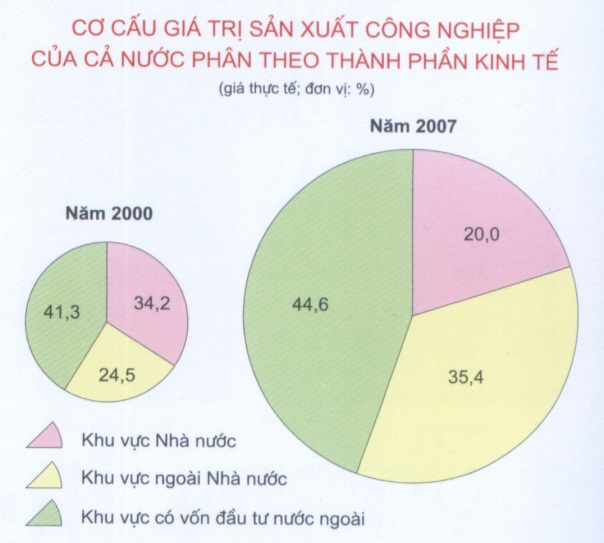 CƠ CẤU GIÁ TRỊ SẢN XUẤT CÔNG NGHIỆP
CỦA CẢ NƯỚC PHÂN THEO THÀNH PHẦN KINH TẾ
(giá thực tế; đơn vị: %)
Năm 2007
Năm 2000
20,0
44,6
35,4
41,3
34,2
24,5
Khu vực Nhà nước
Khu vực ngoài Nhà nước
Khu vực có vốn đầu tư nước ngoài